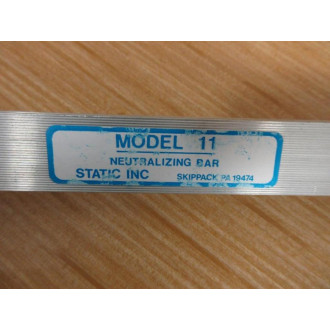 MODEL 11
NEUTRALIZING BAR
STATIC INC SKIPPACK, PA 19474